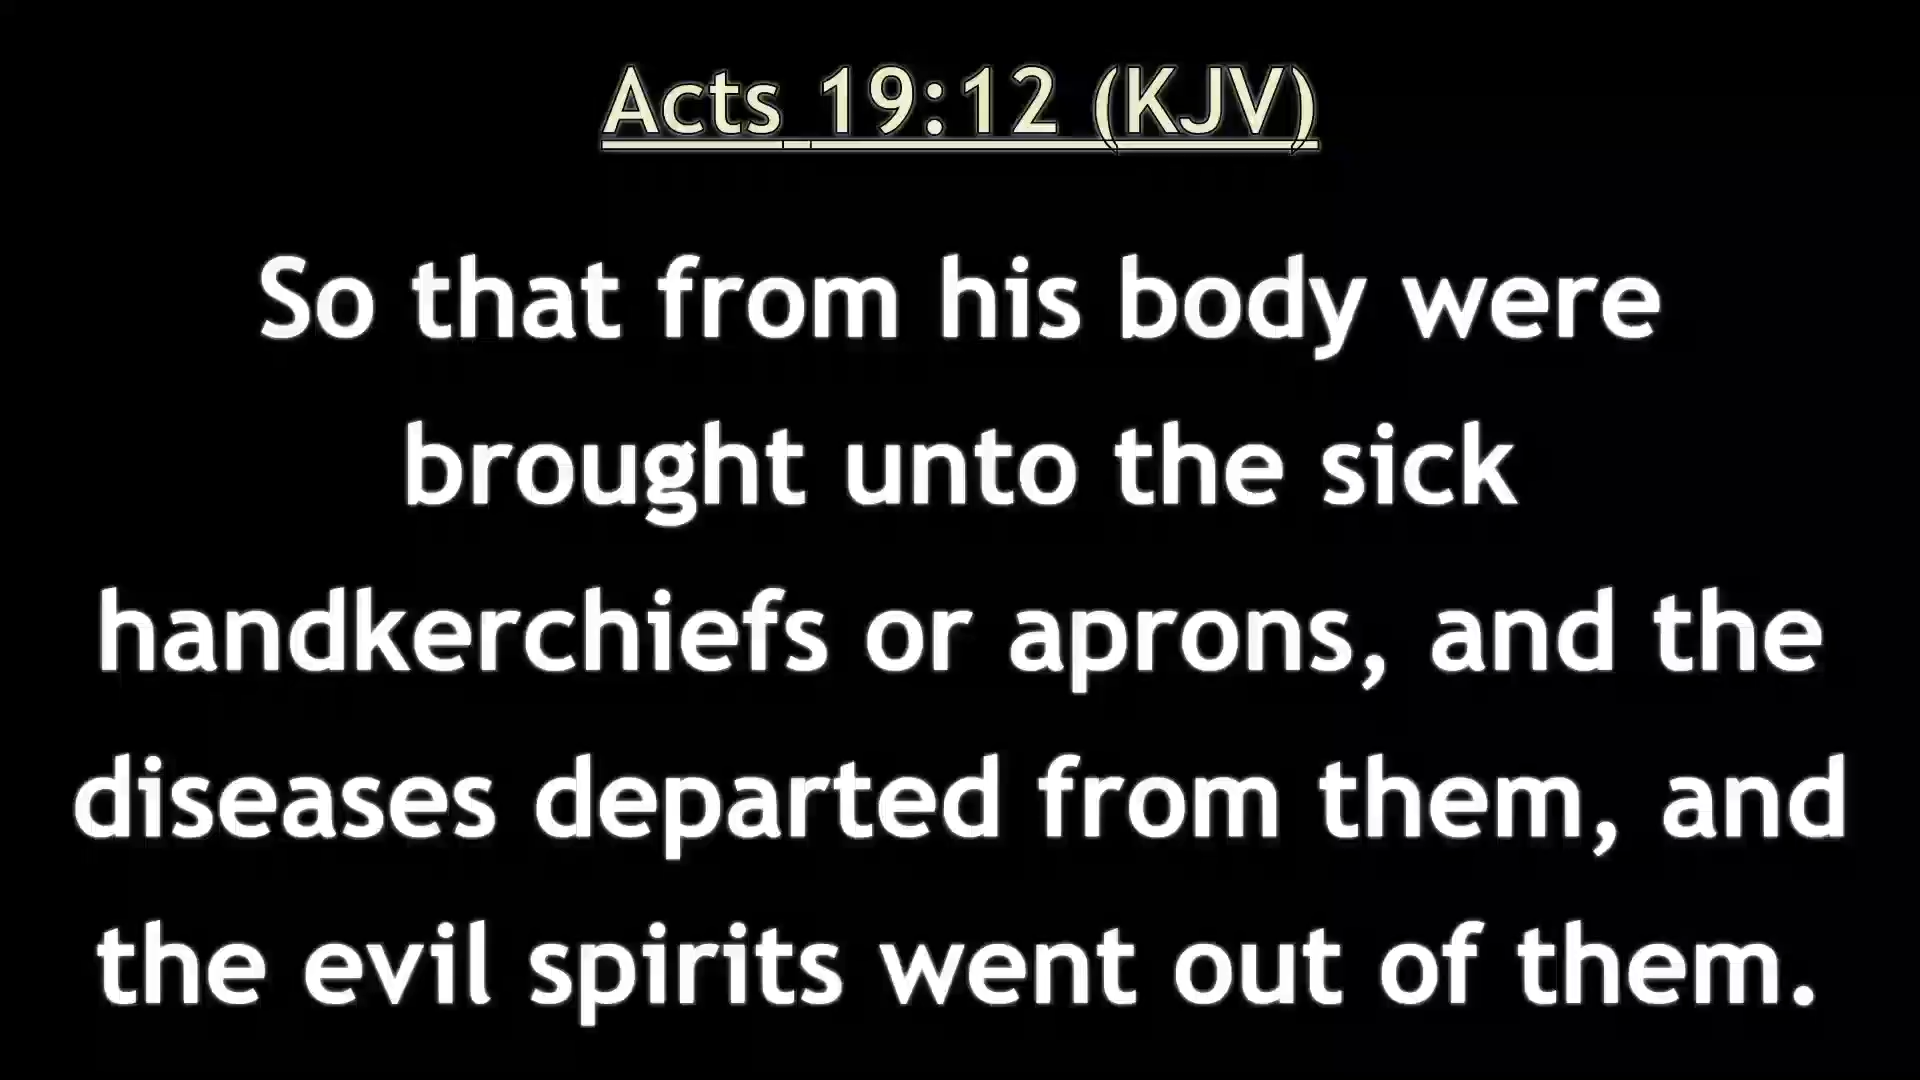 Acts 19:12 (KJV)
So that from his body were
brought unto the sick
handkerchiefs or aprons, and the
diseases departed from them, and
the evil spirits went out of them.